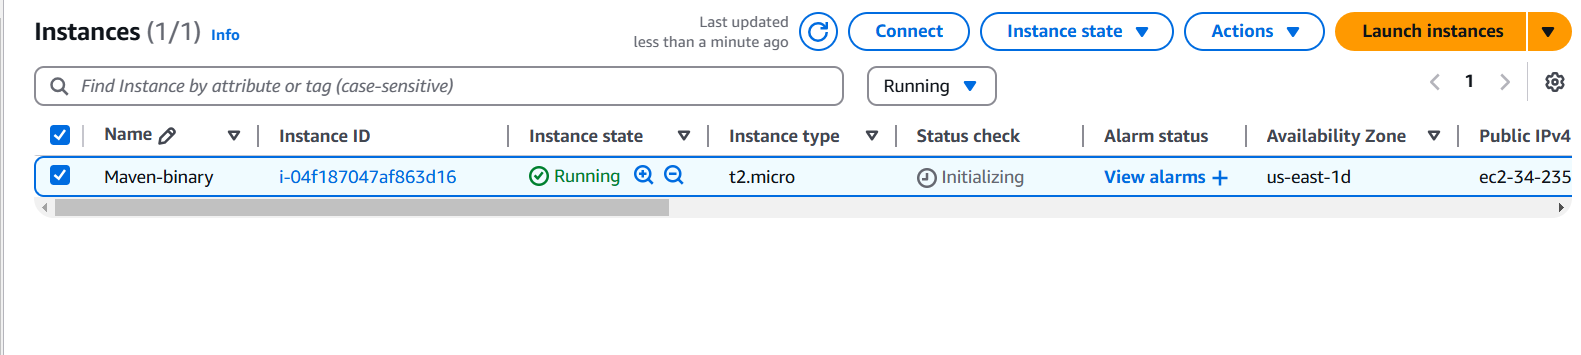 Instances (1/1) Info
Last updated
less than a minute ago
Connect
Instance state
Actions
Launch instances
Find Instance by attribute or tag (case-sensitive)
Running
1
Name Instance ID Instance state Instance type Status check Alarm status Availability Zone Public IPv4
Maven-binary i-04f187047af863d16 Running t2.micro Initializing View alarms + us-east-1d ec2-34-235